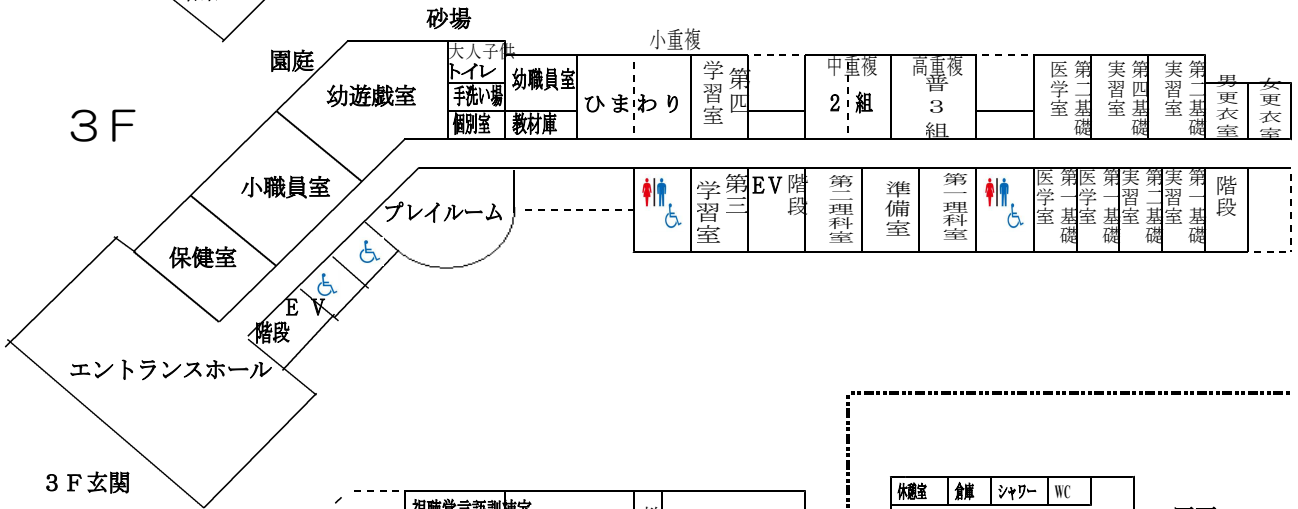 砂場
園庭
小重複
大人子供
トイレ
手洗い場
個別室
幼職員室
教材庫
幼遊戯室
ひまわり
第四
学習室
中重複
2組
高重複
普3組
第二基礎
医学室
第四基礎
実習室
第二基礎
実習室
男更衣室
女更衣室
3F
小職員室
保健室
プレイルーム
第三
学習室
EV
階段
第二理科室
準備室
第一理科室
第一基礎
医学室
第一基礎
医学室
第二基礎
実習室
第一基礎
実習室
階段
EV
階段
エントランスホール
3F玄関
休憩室
倉庫
シャワー
WC